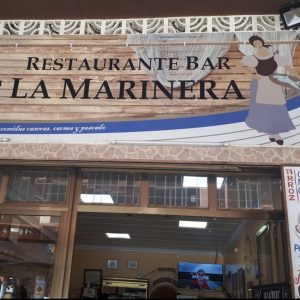 RESTAURANTE BAR
LA MARINERA
comidas caseras, carnes y pescado
ARROZ